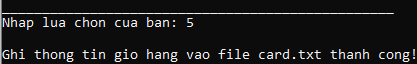 Nhap lua chon cua ban: 5
Ghi thong tin gio hang vao file card.txt thanh cong!